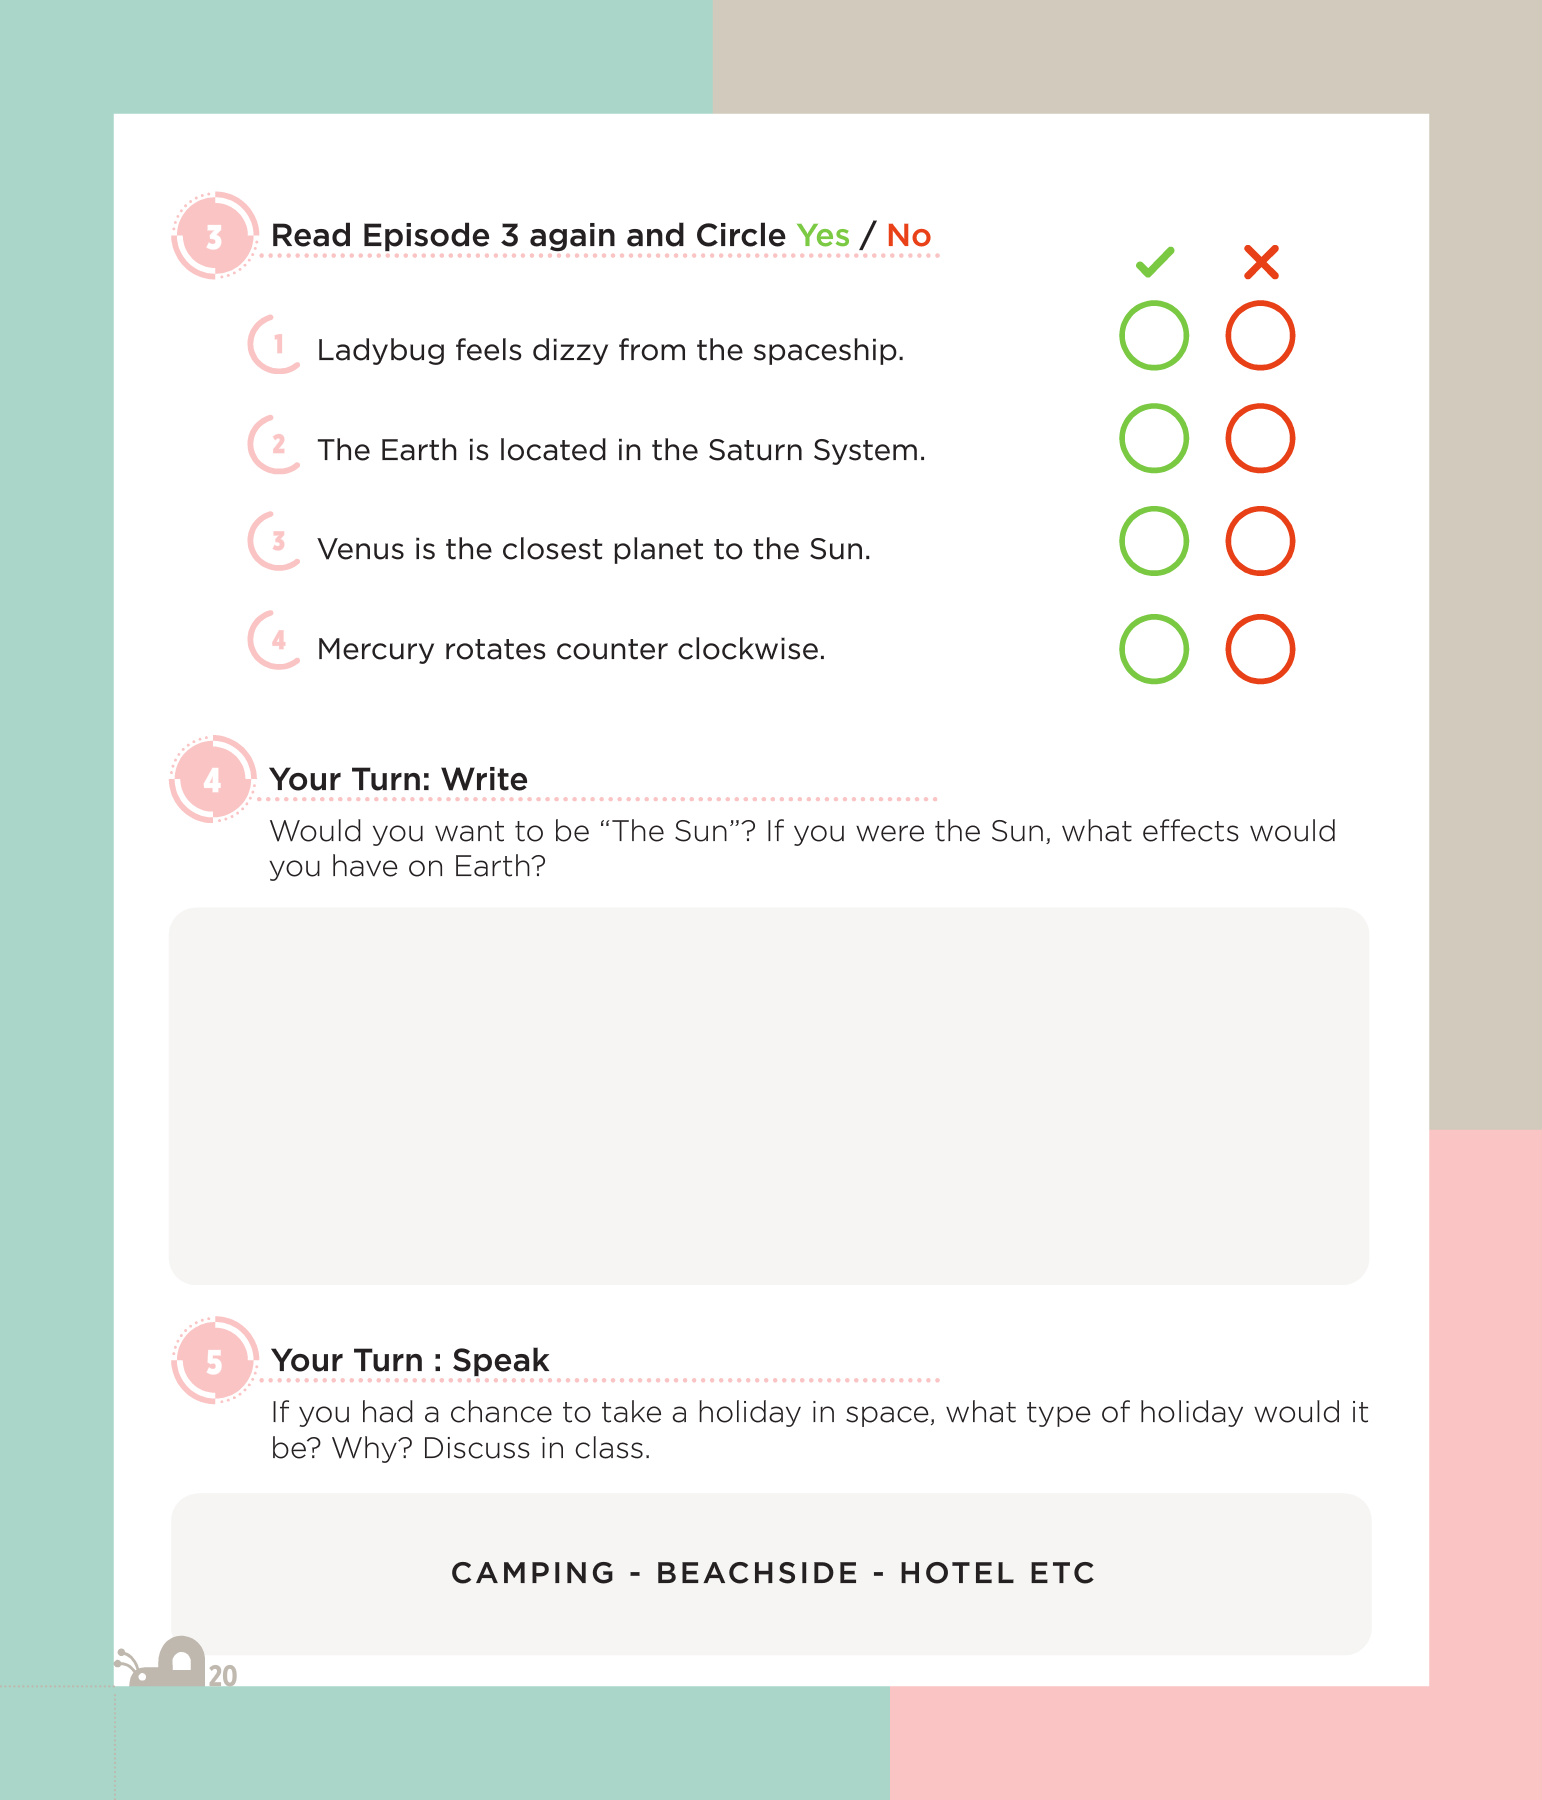 3 Read Episode 3 again and Circle Yes / No
1 Ladybug feels dizzy from the spaceship.
2 The Earth is located in the Saturn System.
3 Venus is the closest planet to the Sun.
4 Mercury rotates counter clockwise.
4 Your Turn: Write
Would you want to be “The Sun”? If you were the Sun, what effects would
you have on Earth?
5 Your Turn : Speak
If you had a chance to take a holiday in space, what type of holiday would it
be? Why? Discuss in class.
CAMPING - BEACHSIDE - HOTEL ETC
20